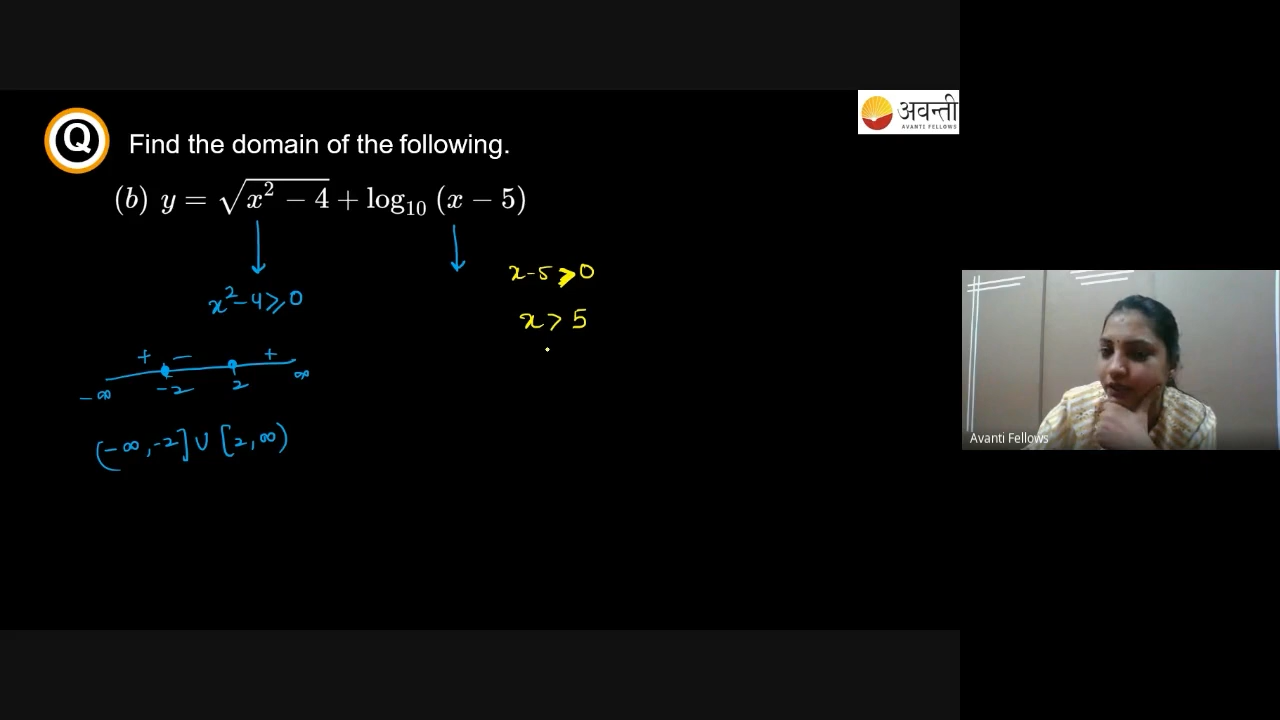 अवन्ती
AVANTI FELLOWS
Q Find the domain of the following.
(b) y = √(x² − 4) + log₁₀ (x − 5)
x-5 > 0
x² - 4 ⩾ 0
x > 5
+ − +
-∞ -2 2 ∞
(-∞, -2] ∪ [2, ∞)
Avanti Fellows